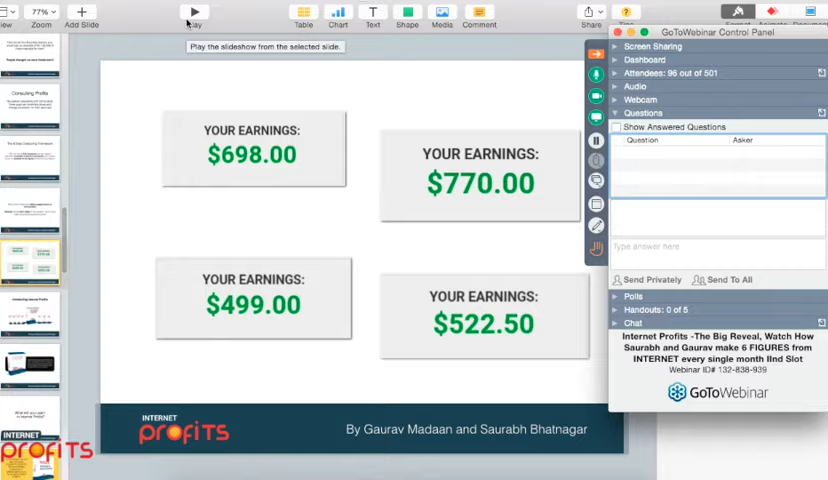 77%
Zoom
Add Slide
Play
Table
Chart
Text
Shape
Media
Comment
Share
Play the slideshow from the selected slide.
Consulting Profits
YOUR EARNINGS:
$698.00
YOUR EARNINGS:
$770.00
YOUR EARNINGS:
$499.00
YOUR EARNINGS:
$522.50
INTERNET
PROFITS
By Gaurav Madaan and Saurabh Bhatnagar
INTERNET
PROFITS
GoToWebinar Control Panel
Screen Sharing
Dashboard
Attendees: 96 out of 501
Audio
Webcam
Questions
Show Answered Questions
Question Asker
Type answer here
Send Privately Send To All
Polls
Handouts: 0 of 5
Chat
Internet Profits -The Big Reveal, Watch How
Saurabh and Gaurav make 6 FIGURES from
INTERNET every single month IInd Slot
Webinar ID# 132-838-939
GoToWebinar